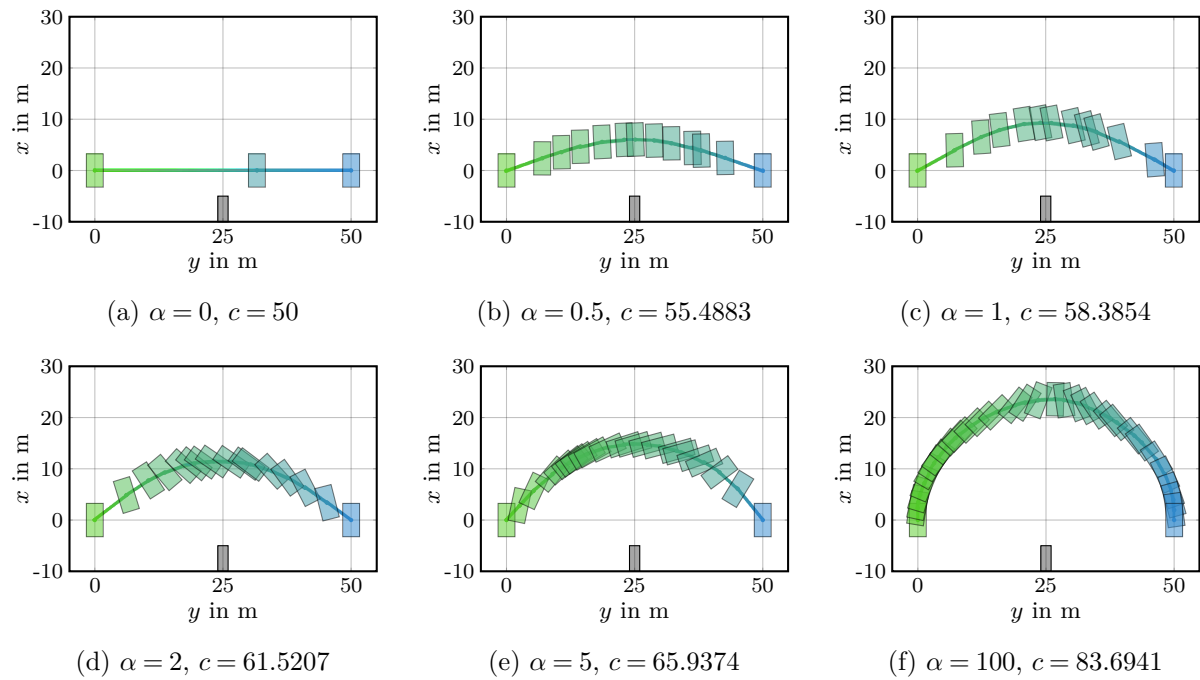 30
20
10
0
-10
x in m
0 25 50
y in m
(a) α = 0, c = 50
30
20
10
0
-10
x in m
0 25 50
y in m
(b) α = 0.5, c = 55.4883
30
20
10
0
-10
x in m
0 25 50
y in m
(c) α = 1, c = 58.3854
30
20
10
0
-10
x in m
0 25 50
y in m
(d) α = 2, c = 61.5207
30
20
10
0
-10
x in m
0 25 50
y in m
(e) α = 5, c = 65.9374
30
20
10
0
-10
x in m
0 25 50
y in m
(f) α = 100, c = 83.6941